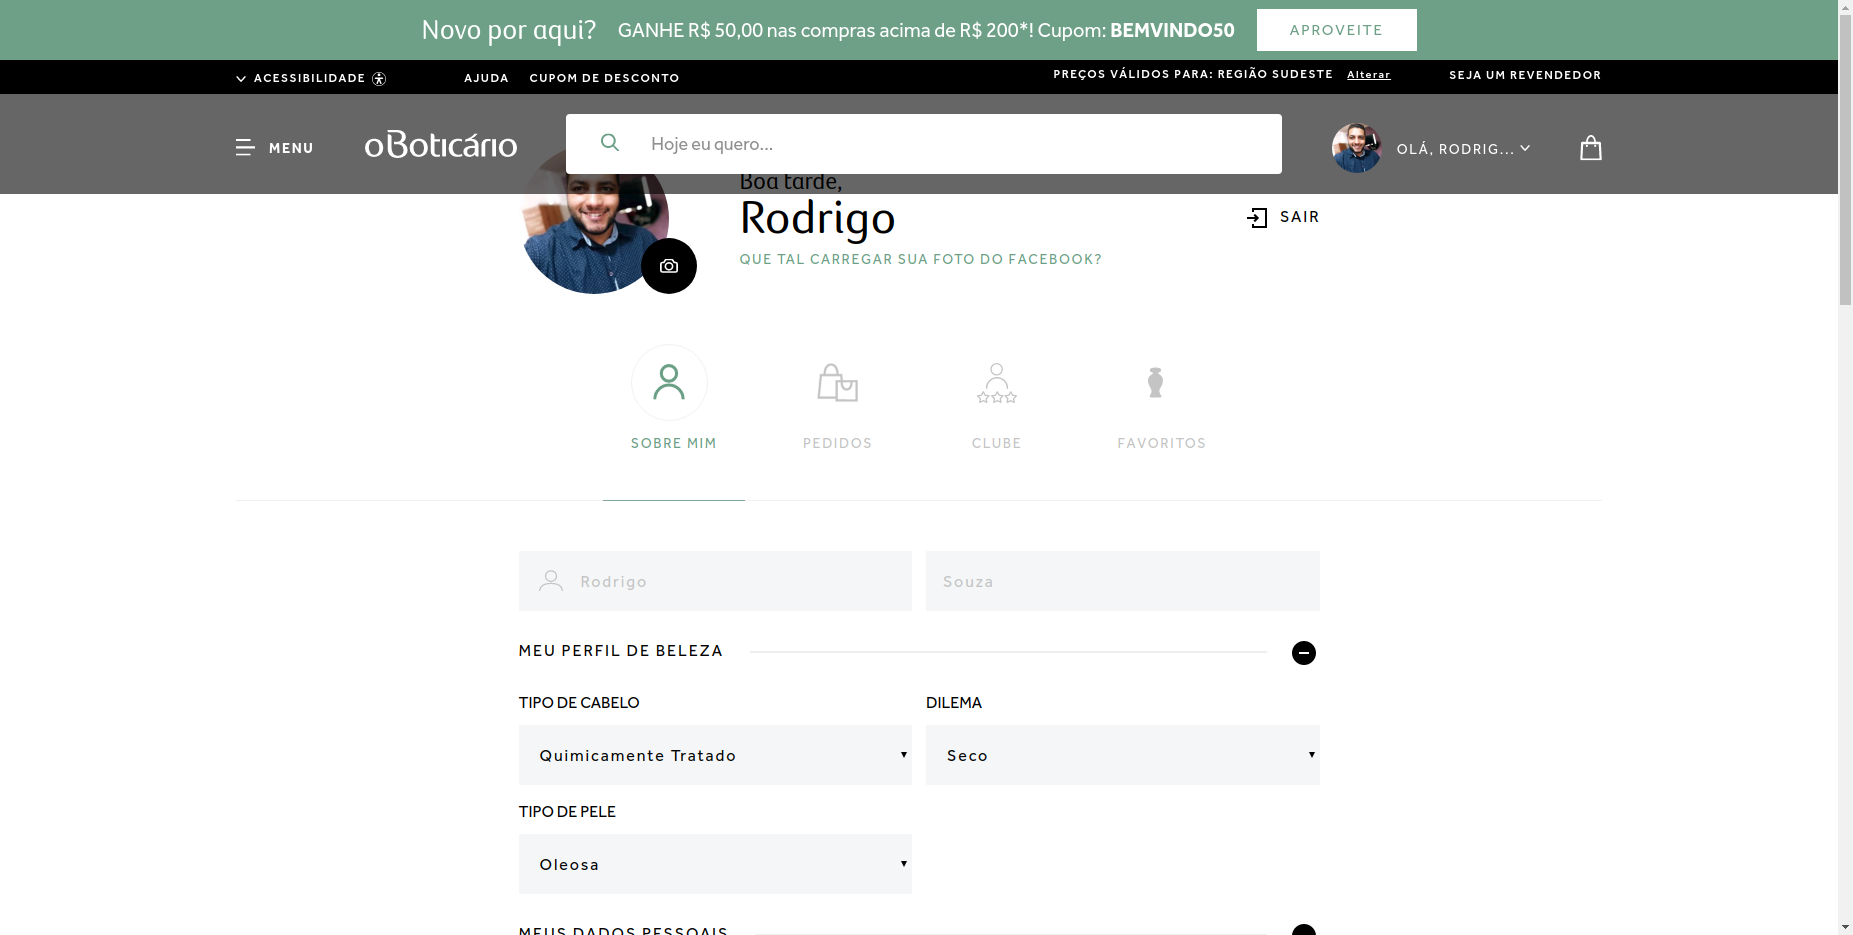 Novo por aqui? GANHE R$ 50,00 nas compras acima de R$ 200*! Cupom: BEMVINDO50 APROVEITE
ACESSIBILIDADE AJUDA CUPOM DE DESCONTO PREÇOS VÁLIDOS PARA: REGIÃO SUDESTE Alterar SEJA UM REVENDEDOR
MENU oBoticário Hoje eu quero... OLÁ, RODRIG...
Boa tarde,
Rodrigo
SAIR
QUE TAL CARREGAR SUA FOTO DO FACEBOOK?
SOBRE MIM PEDIDOS CLUBE FAVORITOS
Rodrigo Souza
MEU PERFIL DE BELEZA
TIPO DE CABELO DILEMA
Quimicamente Tratado Seco
TIPO DE PELE
Oleosa
MEUS DADOS PESSOAIS